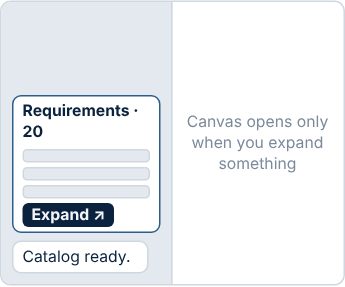 Requirements ·
20
Expand ↗
Catalog ready.
Canvas opens only
when you expand
something